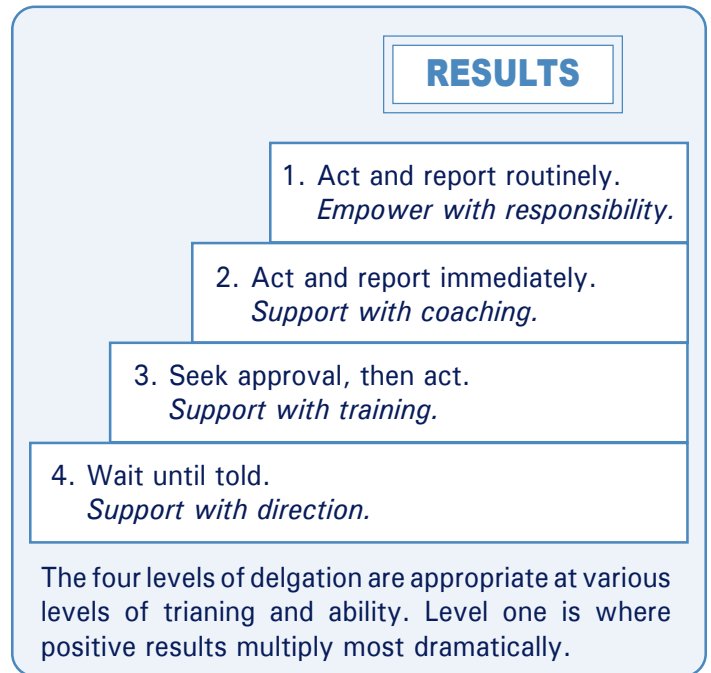 RESULTS
1. Act and report routinely.
Empower with responsibility.
2. Act and report immediately.
Support with coaching.
3. Seek approval, then act.
Support with training.
4. Wait until told.
Support with direction.
The four levels of delgation are appropriate at various
levels of trianing and ability. Level one is where
positive results multiply most dramatically.